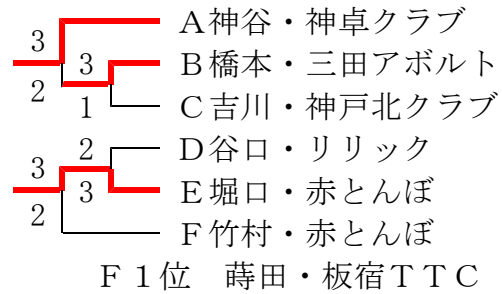 A神谷・神卓クラブ
3
3
B橋本・三田アボルト
2
1
C吉川・神戸北クラブ
2
D谷口・リリック
3
3
E堀口・赤とんぼ
2
F竹村・赤とんぼ
F1位　蒔田・板宿TTC